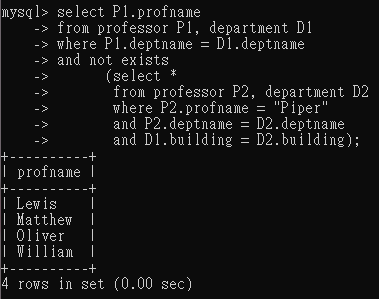 mysql> select P1.profname
    -> from professor P1, department D1
    -> where P1.deptname = D1.deptname
    -> and not exists
    ->       (select *
    ->        from professor P2, department D2
    ->        where P2.profname = "Piper"
    ->        and P2.deptname = D2.deptname
    ->        and D1.building = D2.building);
+----------+
| profname |
+----------+
| Lewis    |
| Matthew  |
| Oliver   |
| William  |
+----------+
4 rows in set (0.00 sec)